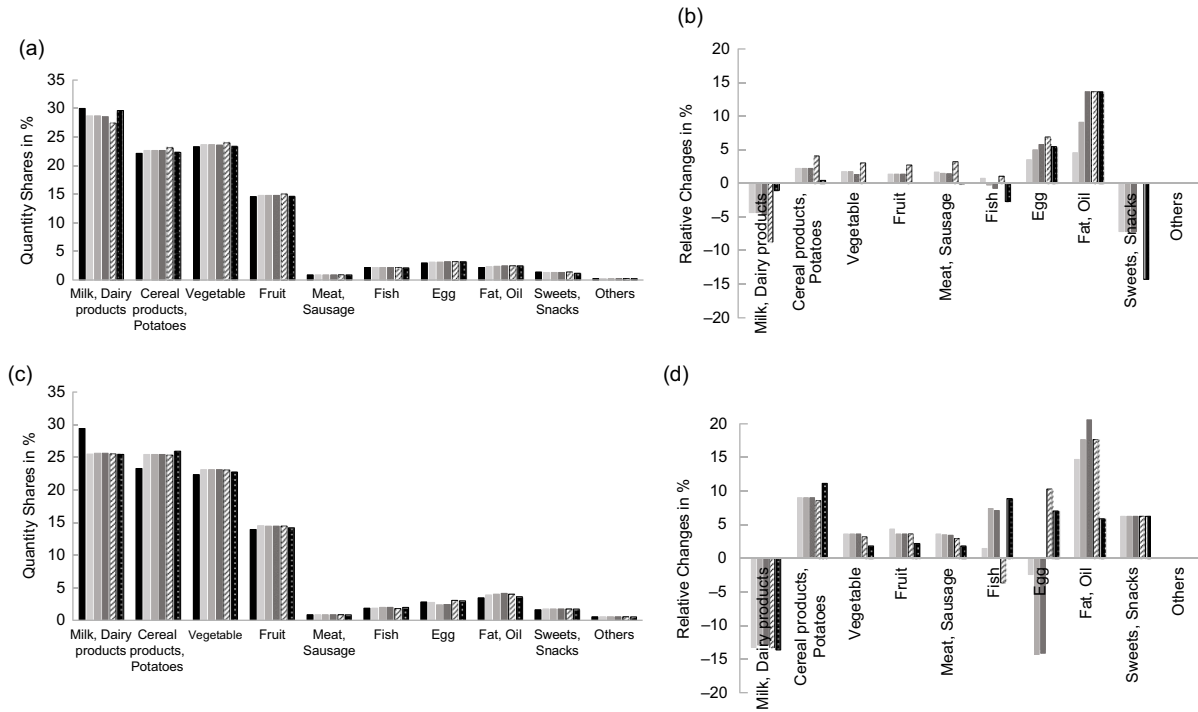 (a)
Quantity Shares in %
35
30
25
20
15
10
5
0
Milk, Dairy
products
Cereal
products,
Potatoes
Vegetable
Fruit
Meat,
Sausage
Fish
Egg
Fat, Oil
Sweets,
Snacks
Others
(b)
Relative Changes in %
20
15
10
5
0
–5
–10
–15
–20
Milk, Dairy products
Cereal products,
Potatoes
Vegetable
Fruit
Meat, Sausage
Fish
Egg
Fat, Oil
Sweets, Snacks
Others
(c)
Quantity Shares in %
35
30
25
20
15
10
5
0
Milk, Dairy
products
Cereal
products,
Potatoes
Vegetable
Fruit
Meat,
Sausage
Fish
Egg
Fat, Oil
Sweets,
Snacks
Others
(d)
Relative Changes in %
20
15
10
5
0
–5
–10
–15
–20
Milk, Dairy products
Cereal products,
Potatoes
Vegetable
Fruit
Meat, Sausage
Fish
Egg
Fat, Oil
Sweets, Snacks
Others